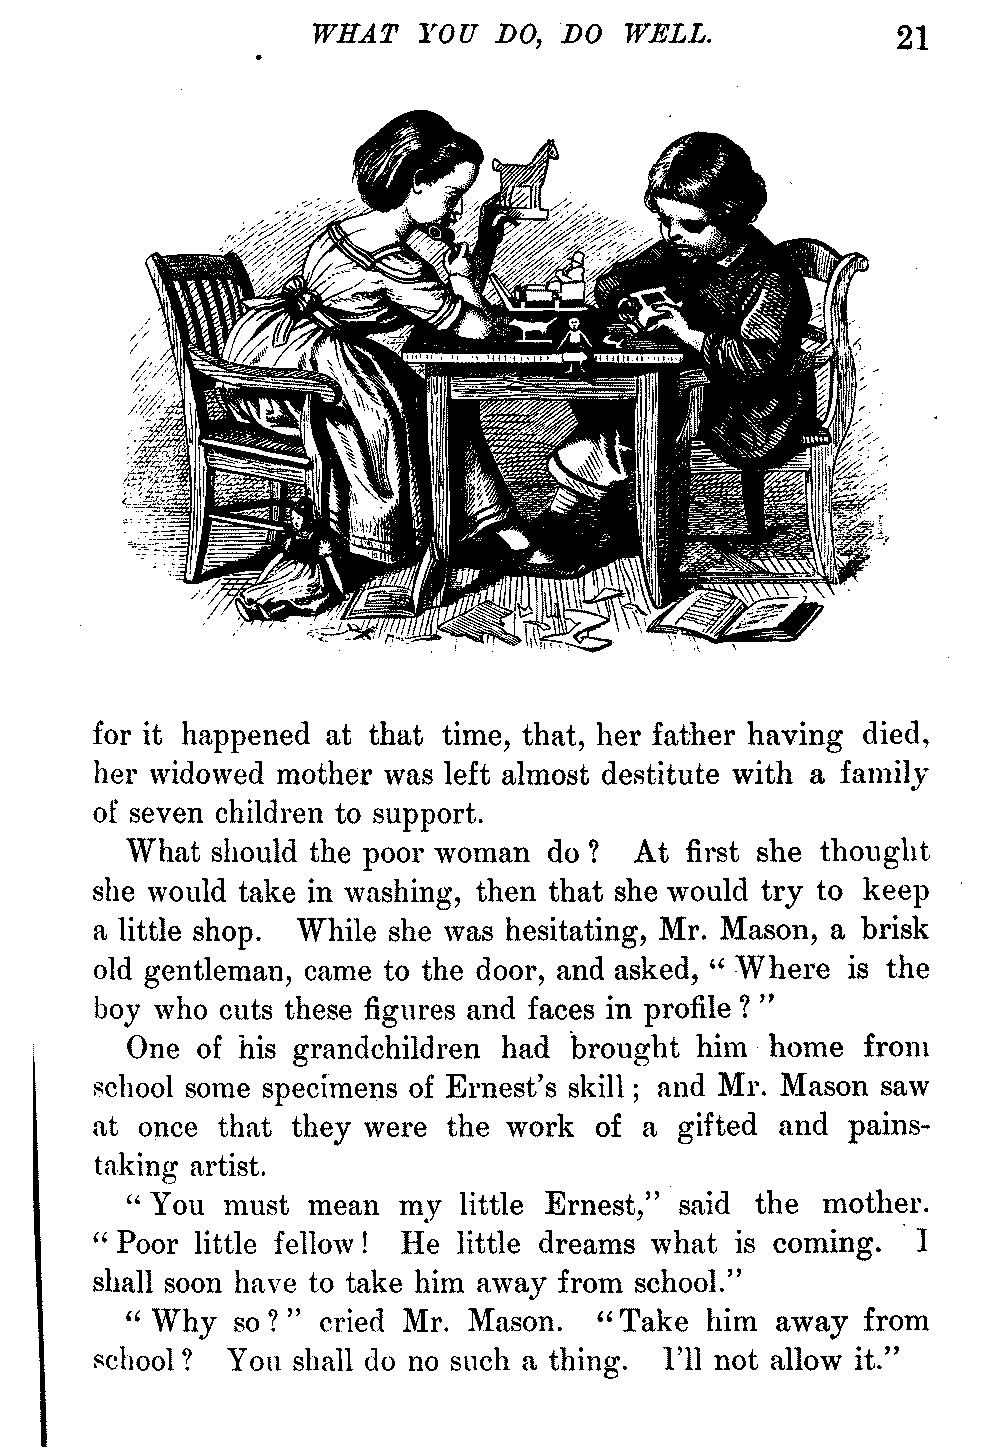 WHAT YOU DO, DO WELL. 21
for it happened at that time, that, her father having died,
her widowed mother was left almost destitute with a family
of seven children to support.
What should the poor woman do? At first she thought
she would take in washing, then that she would try to keep
a little shop. While she was hesitating, Mr. Mason, a brisk
old gentleman, came to the door, and asked, “Where is the
boy who cuts these figures and faces in profile?”
One of his grandchildren had brought him home from
school some specimens of Ernest’s skill; and Mr. Mason saw
at once that they were the work of a gifted and pains-
taking artist.
“You must mean my little Ernest,” said the mother.
“Poor little fellow! He little dreams what is coming. I
shall soon have to take him away from school.”
“Why so?” cried Mr. Mason. “Take him away from
school? You shall do no such a thing. I’ll not allow it.”